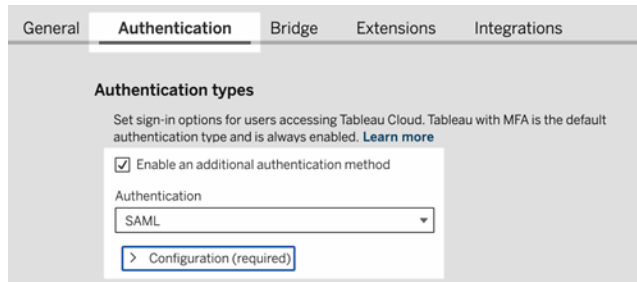 General Authentication Bridge Extensions Integrations
Authentication types
Set sign-in options for users accessing Tableau Cloud. Tableau with MFA is the default
authentication type and is always enabled. Learn more
Enable an additional authentication method
Authentication
SAML
Configuration (required)